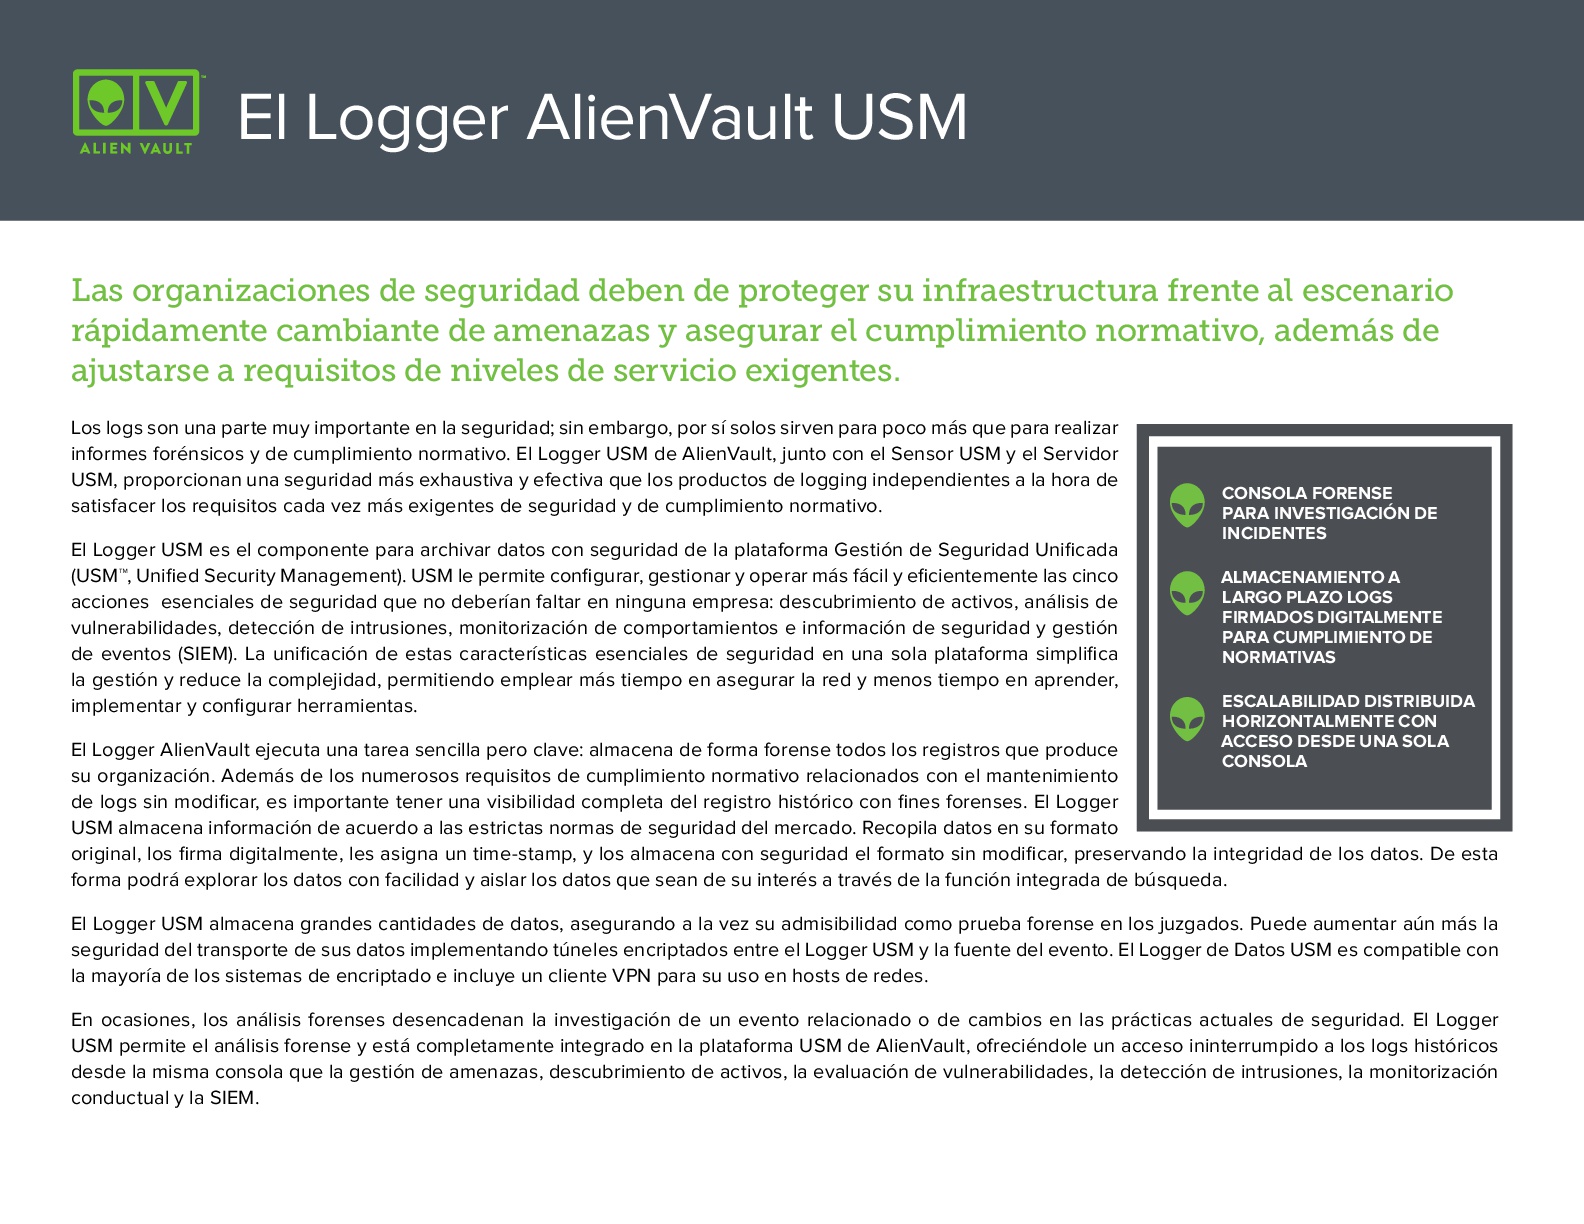 ALIEN VAULT
™
El Logger AlienVault USM
Las organizaciones de seguridad deben de proteger su infraestructura frente al escenario
rápidamente cambiante de amenazas y asegurar el cumplimiento normativo, además de
ajustarse a requisitos de niveles de servicio exigentes.
Los logs son una parte muy importante en la seguridad; sin embargo, por sí solos sirven para poco más que para realizar
informes forénsicos y de cumplimiento normativo. El Logger USM de AlienVault, junto con el Sensor USM y el Servidor
USM, proporcionan una seguridad más exhaustiva y efectiva que los productos de logging independientes a la hora de
satisfacer los requisitos cada vez más exigentes de seguridad y de cumplimiento normativo.
El Logger USM es el componente para archivar datos con seguridad de la plataforma Gestión de Seguridad Unificada
(USM™, Unified Security Management). USM le permite configurar, gestionar y operar más fácil y eficientemente las cinco
acciones esenciales de seguridad que no deberían faltar en ninguna empresa: descubrimiento de activos, análisis de
vulnerabilidades, detección de intrusiones, monitorización de comportamientos e información de seguridad y gestión
de eventos (SIEM). La unificación de estas características esenciales de seguridad en una sola plataforma simplifica
la gestión y reduce la complejidad, permitiendo emplear más tiempo en asegurar la red y menos tiempo en aprender,
implementar y configurar herramientas.
El Logger AlienVault ejecuta una tarea sencilla pero clave: almacena de forma forense todos los registros que produce
su organización. Además de los numerosos requisitos de cumplimiento normativo relacionados con el mantenimiento
de logs sin modificar, es importante tener una visibilidad completa del registro histórico con fines forenses. El Logger
USM almacena información de acuerdo a las estrictas normas de seguridad del mercado. Recopila datos en su formato
original, los firma digitalmente, les asigna un time-stamp, y los almacena con seguridad el formato sin modificar, preservando la integridad de los datos. De esta
forma podrá explorar los datos con facilidad y aislar los datos que sean de su interés a través de la función integrada de búsqueda.
El Logger USM almacena grandes cantidades de datos, asegurando a la vez su admisibilidad como prueba forense en los juzgados. Puede aumentar aún más la
seguridad del transporte de sus datos implementando túneles encriptados entre el Logger USM y la fuente del evento. El Logger de Datos USM es compatible con
la mayoría de los sistemas de encriptado e incluye un cliente VPN para su uso en hosts de redes.
En ocasiones, los análisis forenses desencadenan la investigación de un evento relacionado o de cambios en las prácticas actuales de seguridad. El Logger
USM permite el análisis forense y está completamente integrado en la plataforma USM de AlienVault, ofreciéndole un acceso ininterrumpido a los logs históricos
desde la misma consola que la gestión de amenazas, descubrimiento de activos, la evaluación de vulnerabilidades, la detección de intrusiones, la monitorización
conductual y la SIEM.
CONSOLA FORENSE
PARA INVESTIGACIÓN DE
INCIDENTES
ALMACENAMIENTO A
LARGO PLAZO LOGS
FIRMADOS DIGITALMENTE
PARA CUMPLIMIENTO DE
NORMATIVAS
ESCALABILIDAD DISTRIBUIDA
HORIZONTALMENTE CON
ACCESO DESDE UNA SOLA
CONSOLA